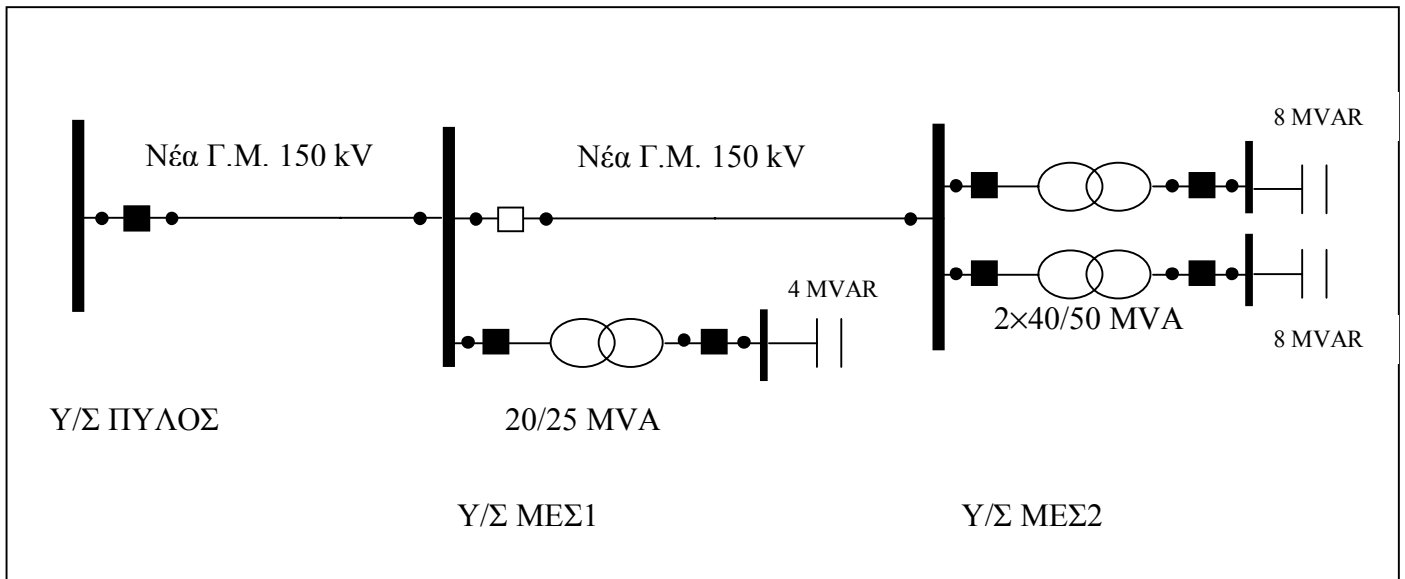 8 MVAR
Νέα Γ.Μ. 150 kV
Νέα Γ.Μ. 150 kV
4 MVAR
2×40/50 MVA
8 MVAR
Υ/Σ ΠΥΛΟΣ
20/25 MVA
Υ/Σ ΜΕΣ1
Υ/Σ ΜΕΣ2